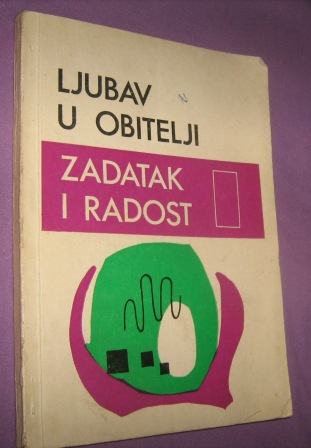 LJUBAV
U OBITELJI
ZADATAK
I RADOST